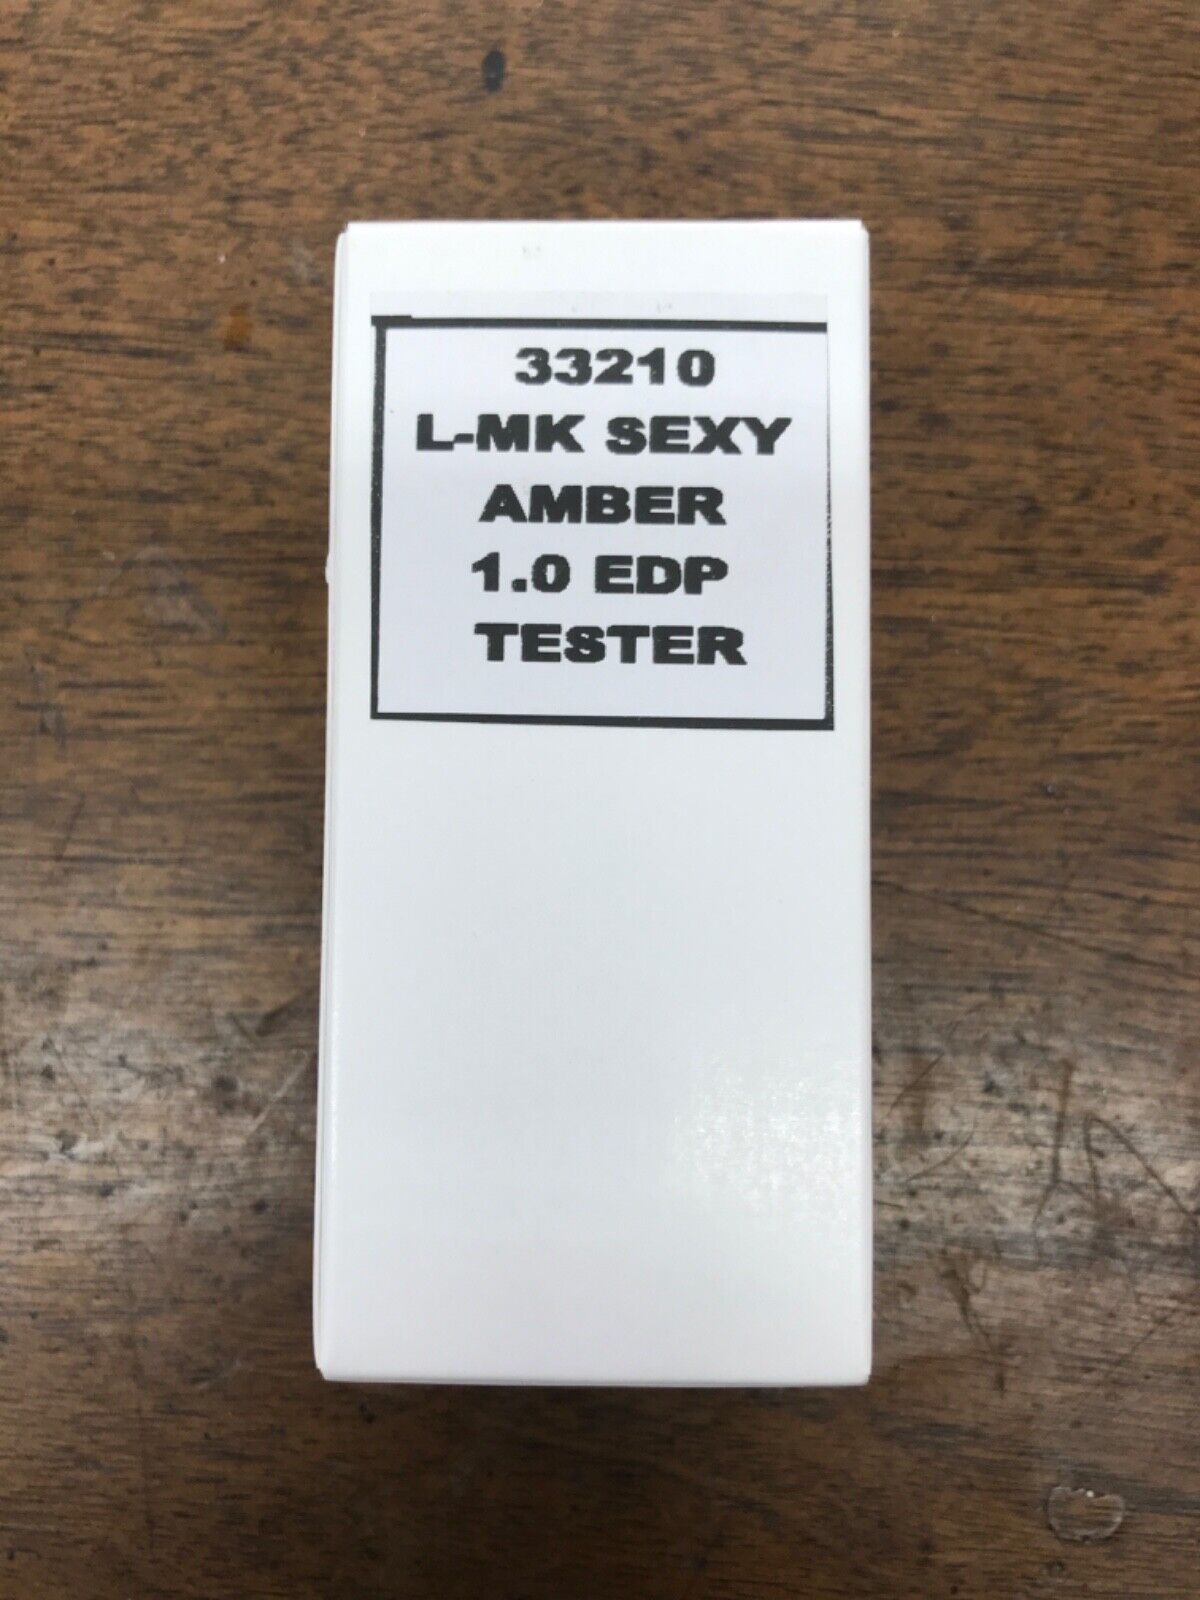 33210
L-MK SEXY
AMBER
1.0 EDP
TESTER